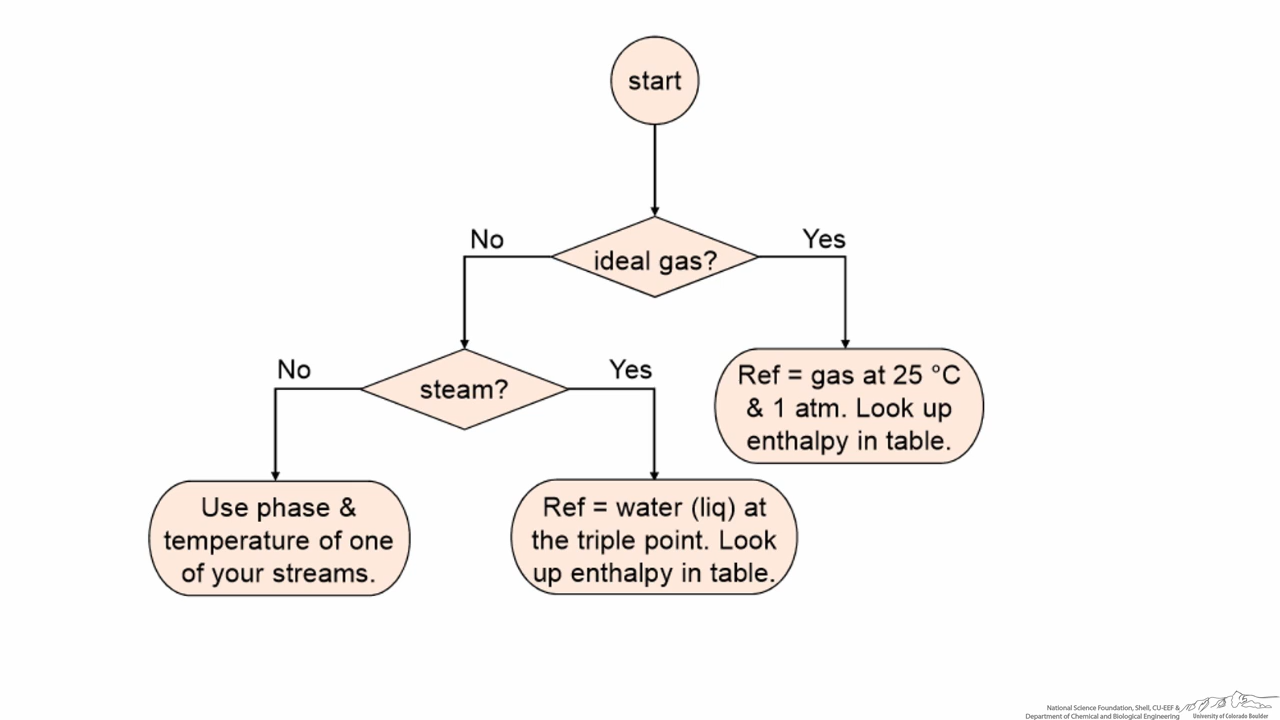 start
No
Yes
ideal gas?
No
Yes
steam?
Ref = gas at 25 °C
& 1 atm. Look up
enthalpy in table.
Use phase &
temperature of one
of your streams.
Ref = water (liq) at
the triple point. Look
up enthalpy in table.
National Science Foundation, Shell, CU-EEF &
Department of Chemical and Biological Engineering
University of Colorado Boulder